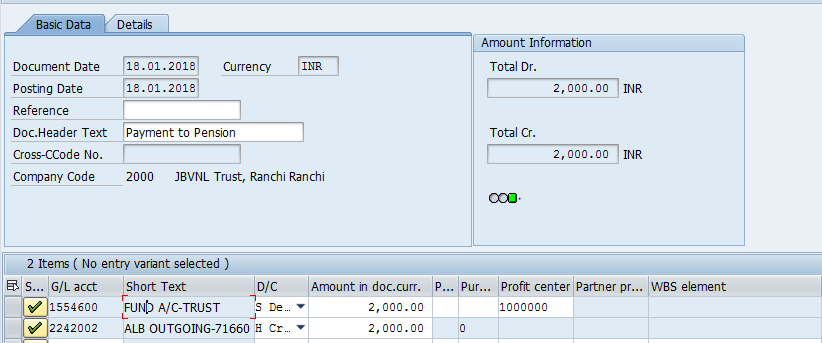 Basic Data Details
Amount Information
Document Date 18.01.2018 Currency INR
Total Dr.
Posting Date 18.01.2018
2,000.00 INR
Reference
Doc.Header Text Payment to Pension
Total Cr.
Cross-CCode No.
2,000.00 INR
Company Code 2000 JBVNL Trust, Ranchi Ranchi
2 Items ( No entry variant selected )
S... G/L acct Short Text D/C Amount in doc.curr. P... Pur... Profit center Partner pr... WBS element
1554600 FUND A/C-TRUST S De... 2,000.00 1000000
2242002 ALB OUTGOING-71660 H Cr... 2,000.00 0